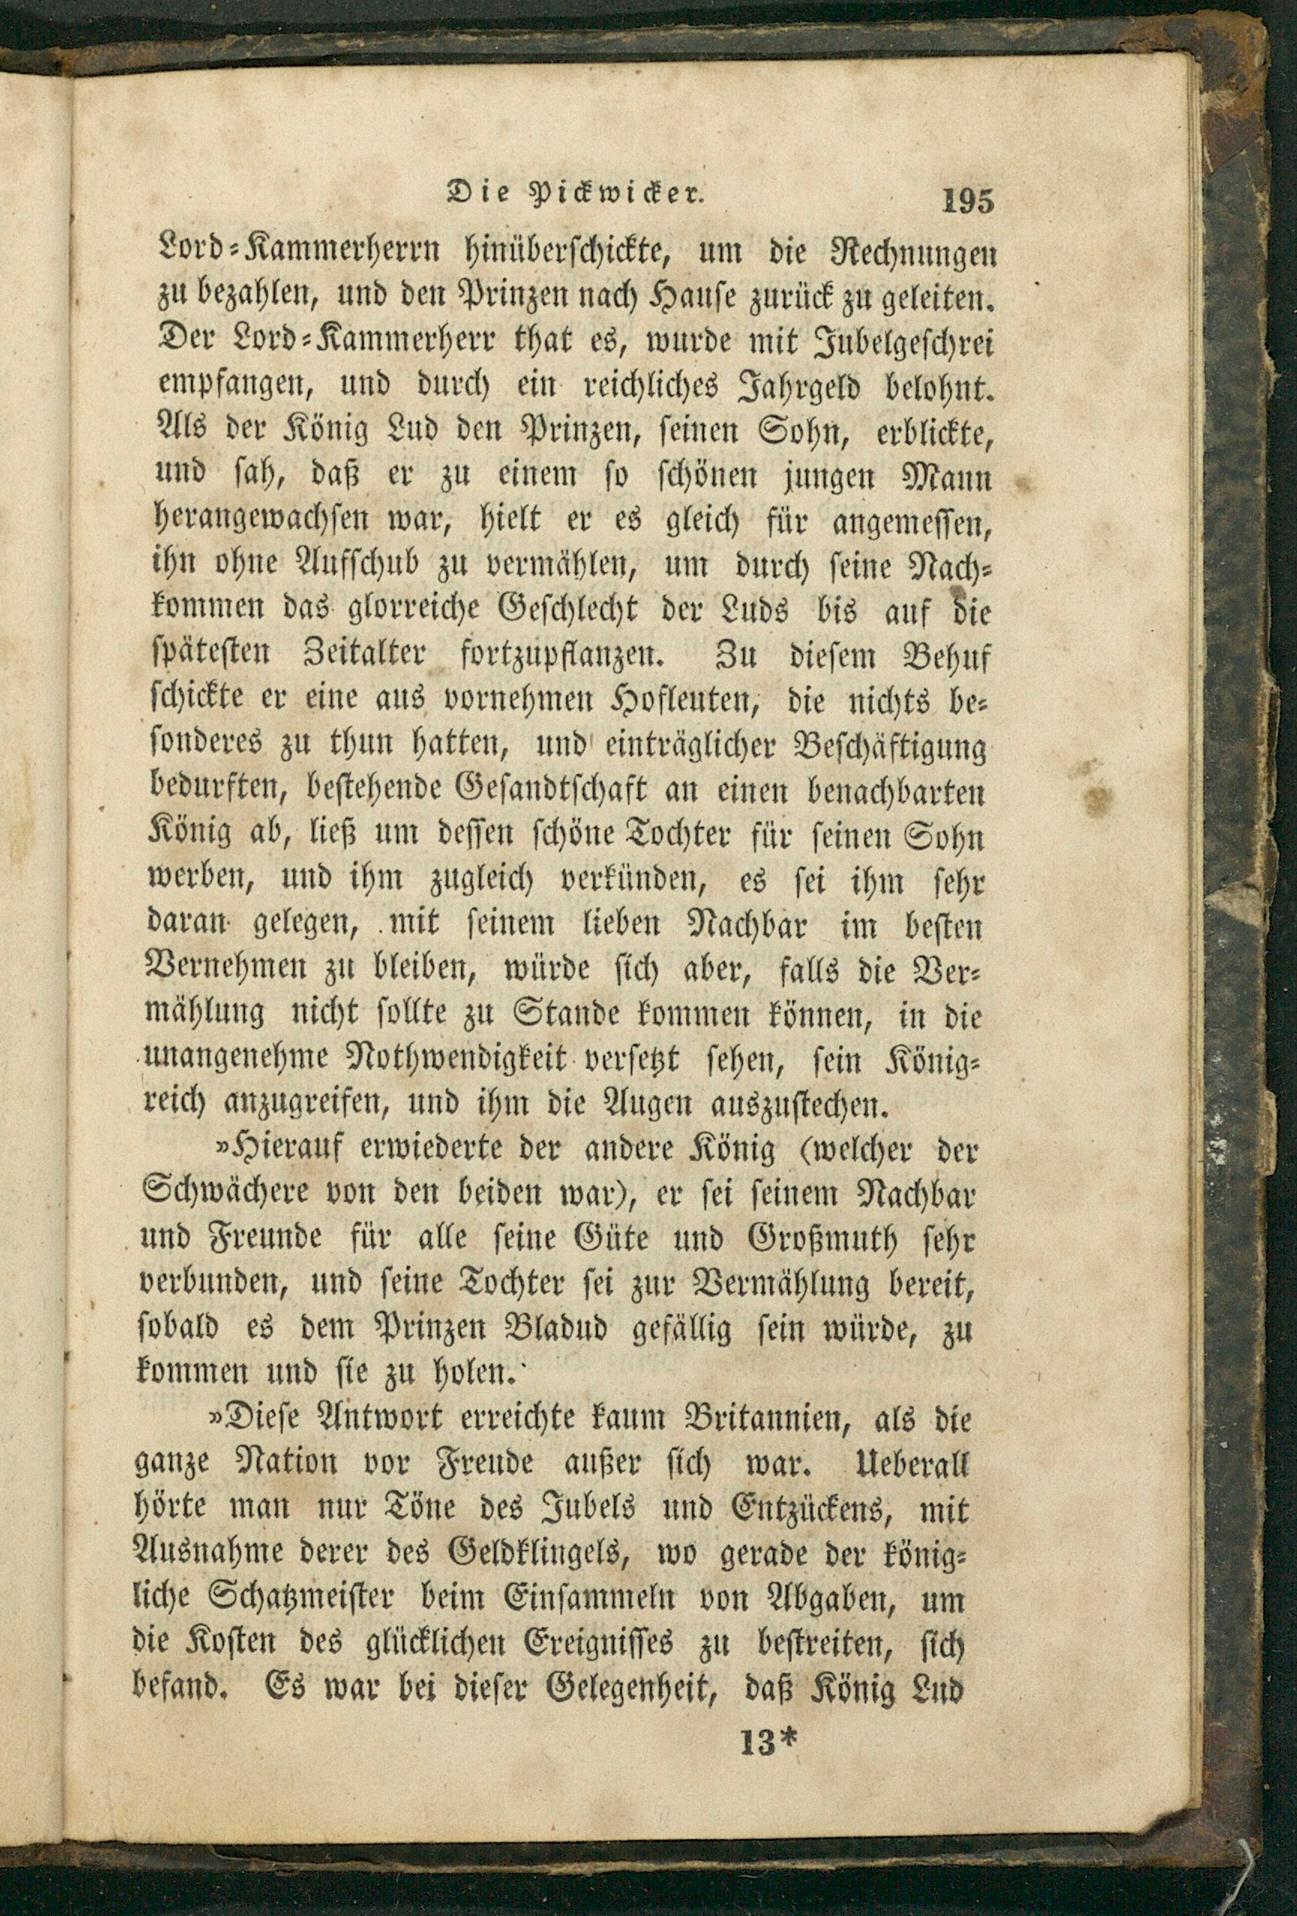 Die Pickwicker. 195
Lord-Kammerherrn hinüberschickte, um die Rechnungen
zu bezahlen, und den Prinzen nach Hause zurück zu geleiten.
Der Lord-Kammerherr that es, wurde mit Jubelgeschrei
empfangen, und durch ein reichliches Jahrgeld belohnt.
Als der König Lud den Prinzen, seinen Sohn, erblickte,
und sah, daß er zu einem so schönen jungen Mann
herangewachsen war, hielt er es gleich für angemessen,
ihn ohne Aufschub zu vermählen, um durch seine Nach-
kommen das glorreiche Geschlecht der Luds bis auf die
spätesten Zeitalter fortzupflanzen. Zu diesem Behuf
schickte er eine aus vornehmen Hofleuten, die nichts be-
sonderes zu thun hatten, und einträglicher Beschäftigung
bedurften, bestehende Gesandtschaft an einen benachbarten
König ab, ließ um dessen schöne Tochter für seinen Sohn
werben, und ihm zugleich verkünden, es sei ihm sehr
daran gelegen, mit seinem lieben Nachbar im besten
Vernehmen zu bleiben, würde sich aber, falls die Ver-
mählung nicht sollte zu Stande kommen können, in die
unangenehme Nothwendigkeit versetzt sehen, sein König-
reich anzugreifen, und ihm die Augen auszustechen.
»Hierauf erwiederte der andere König (welcher der
Schwächere von den beiden war), er sei seinem Nachbar
und Freunde für alle seine Güte und Großmuth sehr
verbunden, und seine Tochter sei zur Vermählung bereit,
sobald es dem Prinzen Bladud gefällig sein würde, zu
kommen und sie zu holen.
»Diese Antwort erreichte kaum Britannien, als die
ganze Nation vor Freude außer sich war. Ueberall
hörte man nur Töne des Jubels und Entzückens, mit
Ausnahme derer des Geldklingels, wo gerade der könig-
liche Schatzmeister beim Einsammeln von Abgaben, um
die Kosten des glücklichen Ereignisses zu bestreiten, sich
befand. Es war bei dieser Gelegenheit, daß König Lud
13*